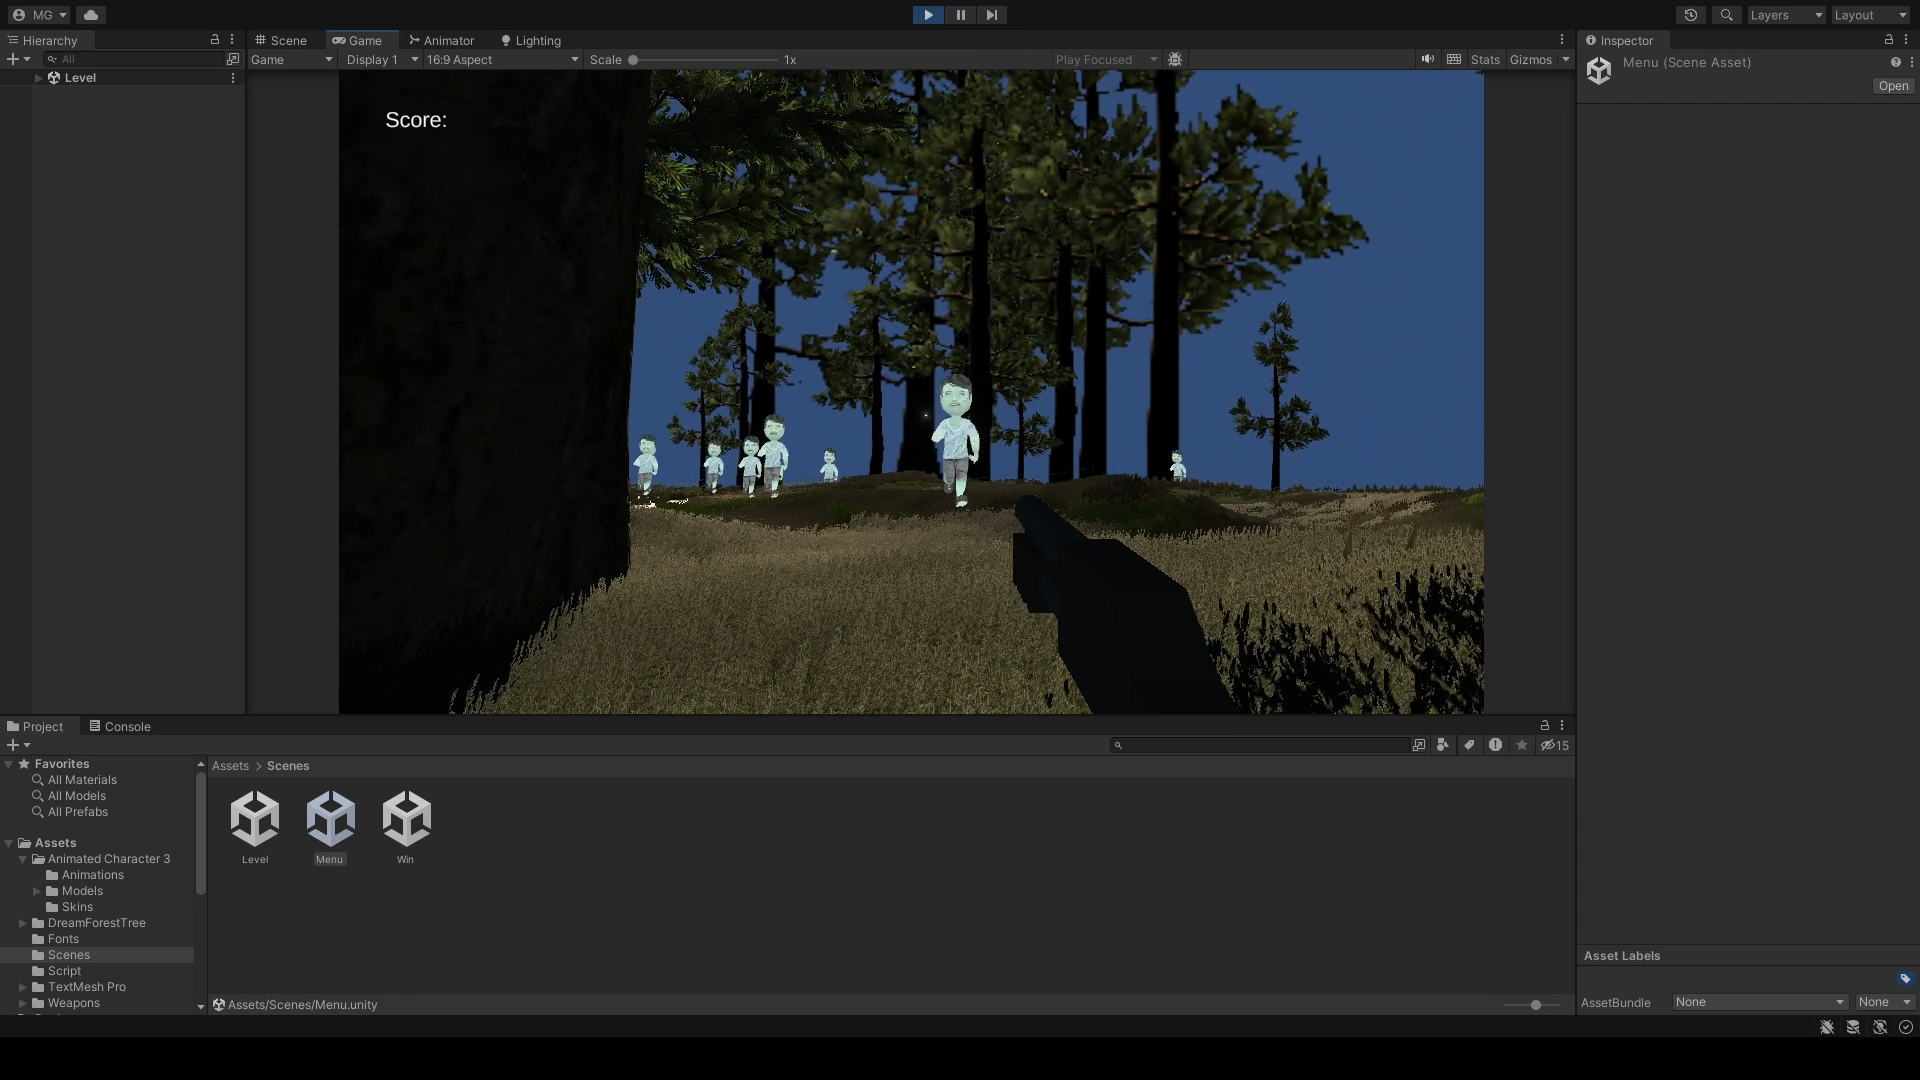 MG
Layers
Layout
Hierarchy
Scene
Game
Animator
Lighting
Inspector
All
Game
Display 1
16:9 Aspect
Scale
1x
Play Focused
Stats
Gizmos
Menu (Scene Asset)
Open
Level
Score:
Project
Console
15
Favorites
All Materials
All Models
All Prefabs
Assets
Animated Character 3
Animations
Models
Skins
DreamForestTree
Fonts
Scenes
Script
TextMesh Pro
Weapons
Assets > Scenes
Level
Menu
Win
Assets/Scenes/Menu.unity
Asset Labels
AssetBundle
None
None